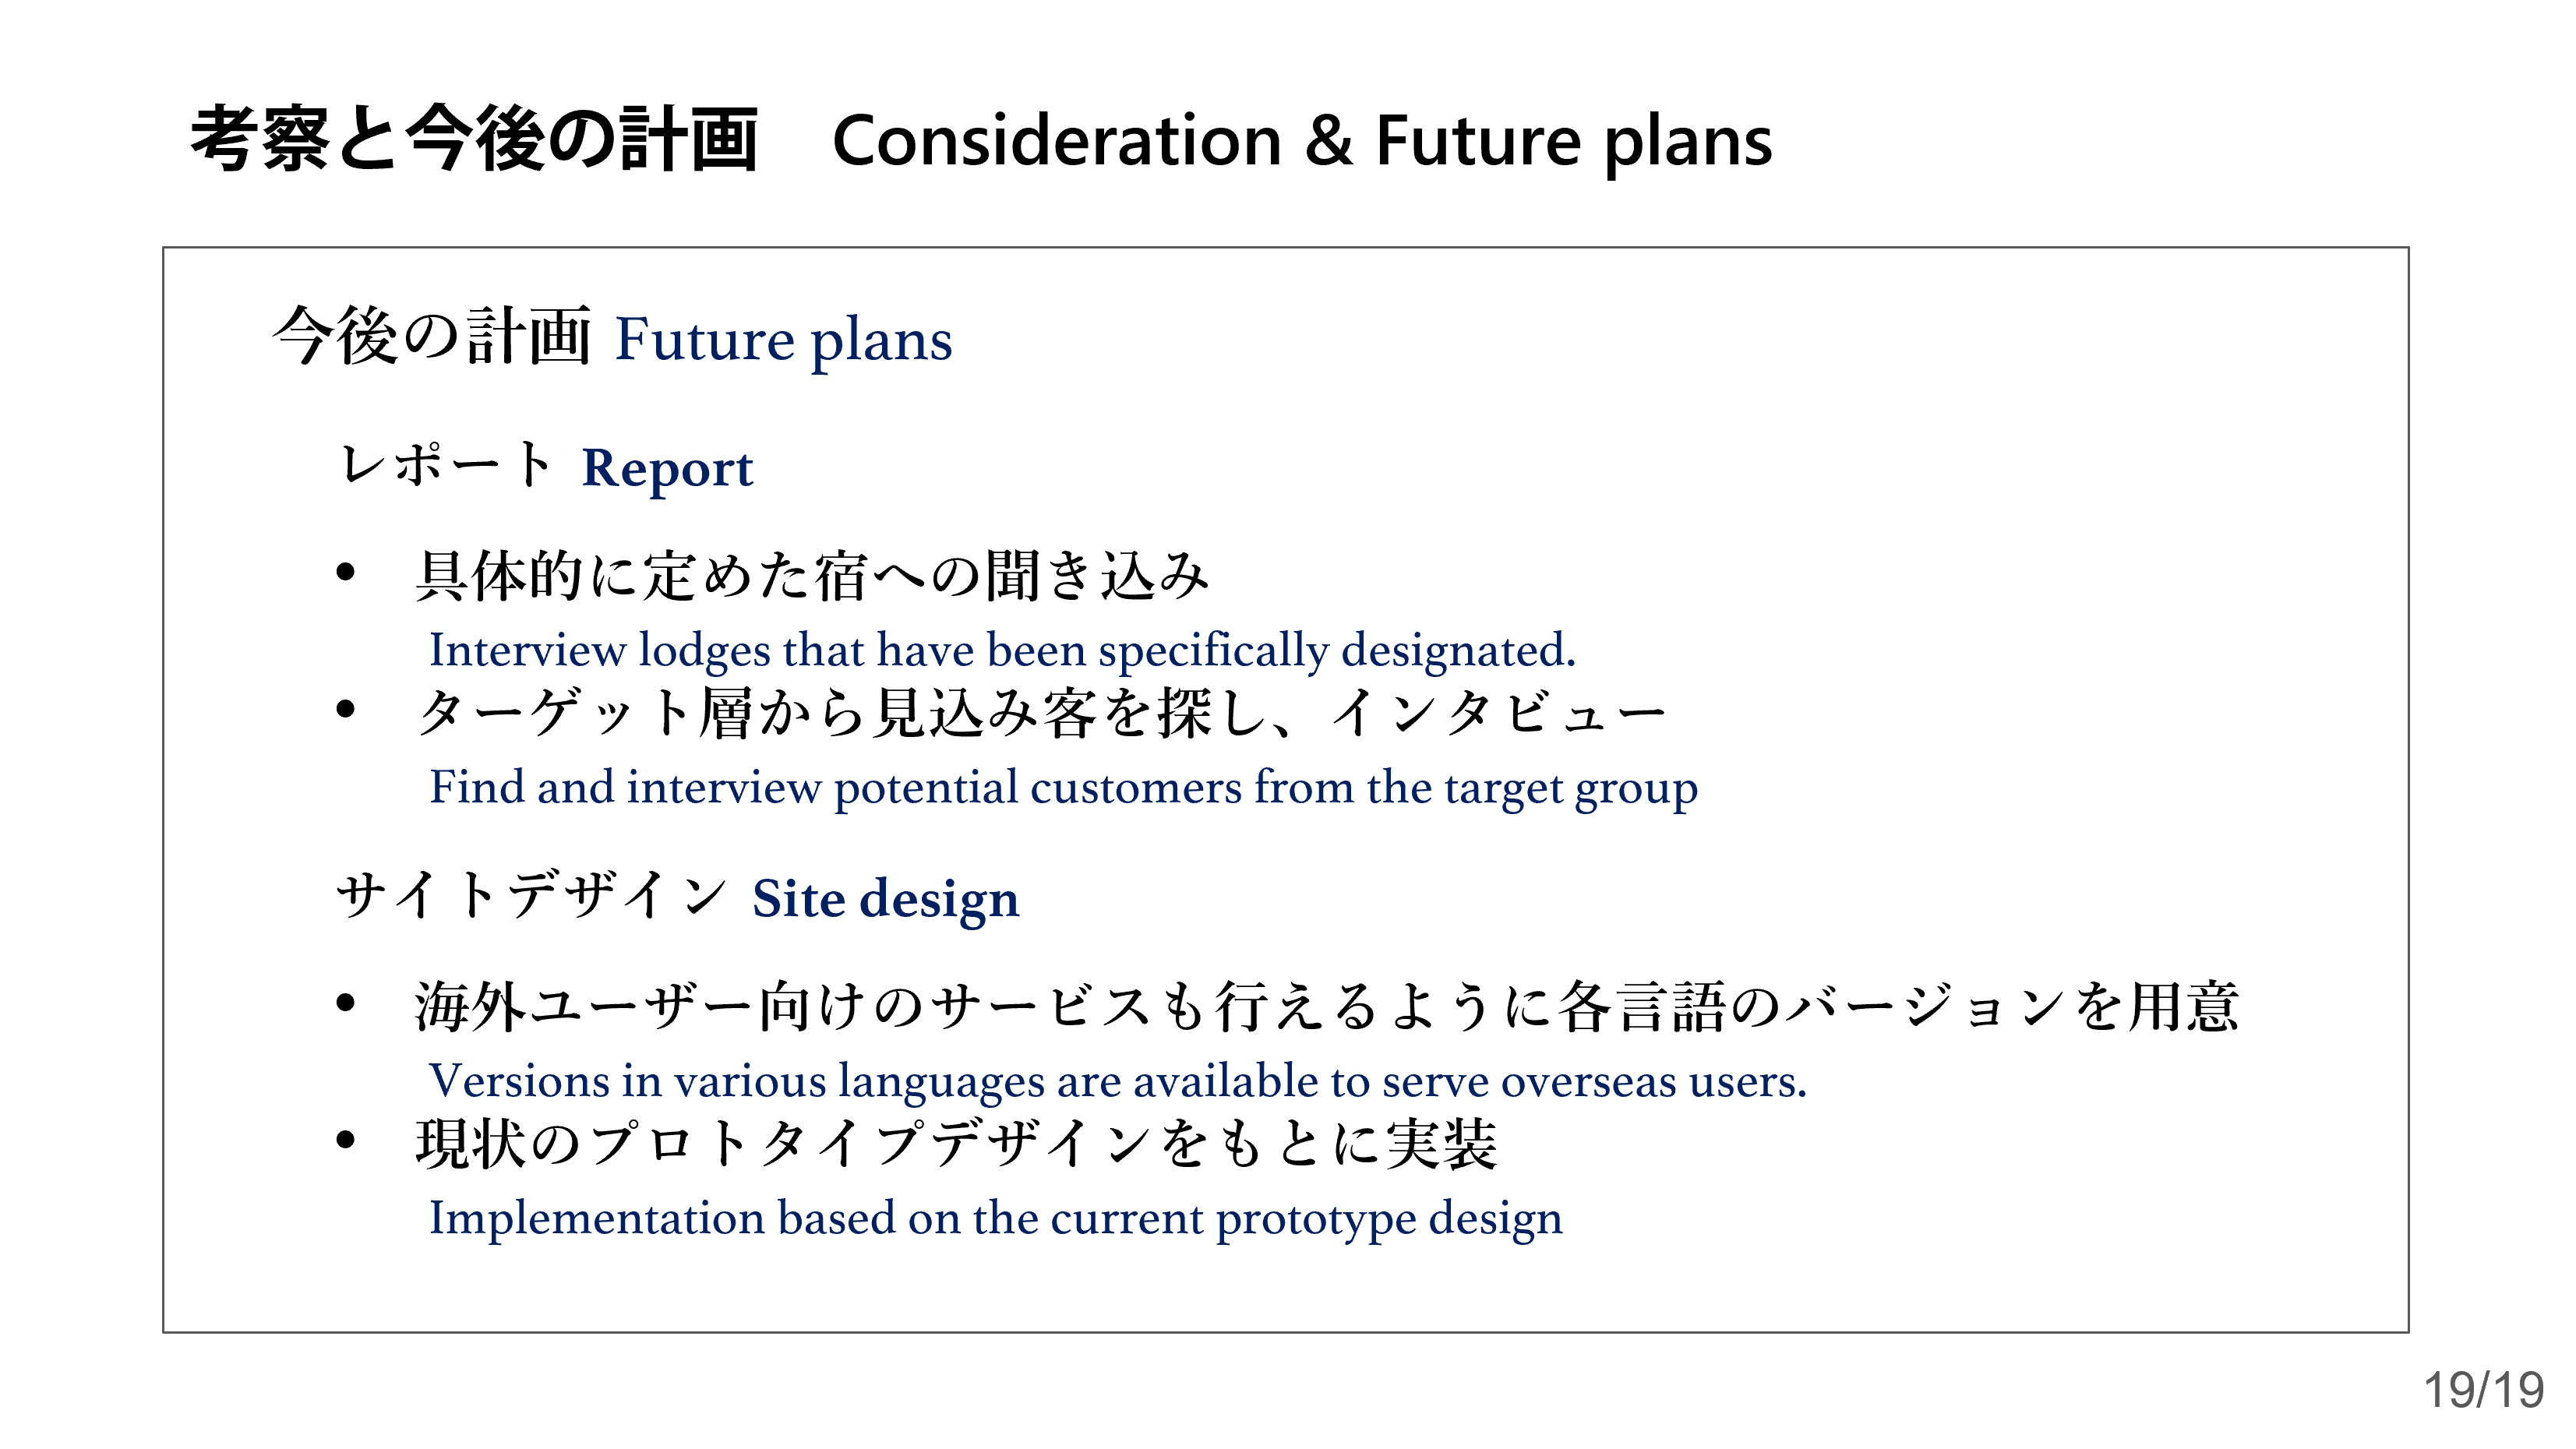 考察と今後の計画　Consideration & Future plans
今後の計画 Future plans
レポート Report
• 具体的に定めた宿への聞き込み
Interview lodges that have been specifically designated.
• ターゲット層から見込み客を探し、インタビュー
Find and interview potential customers from the target group
サイトデザイン Site design
• 海外ユーザー向けのサービスも行えるように各言語のバージョンを用意
Versions in various languages are available to serve overseas users.
• 現状のプロトタイプデザインをもとに実装
Implementation based on the current prototype design
19/19